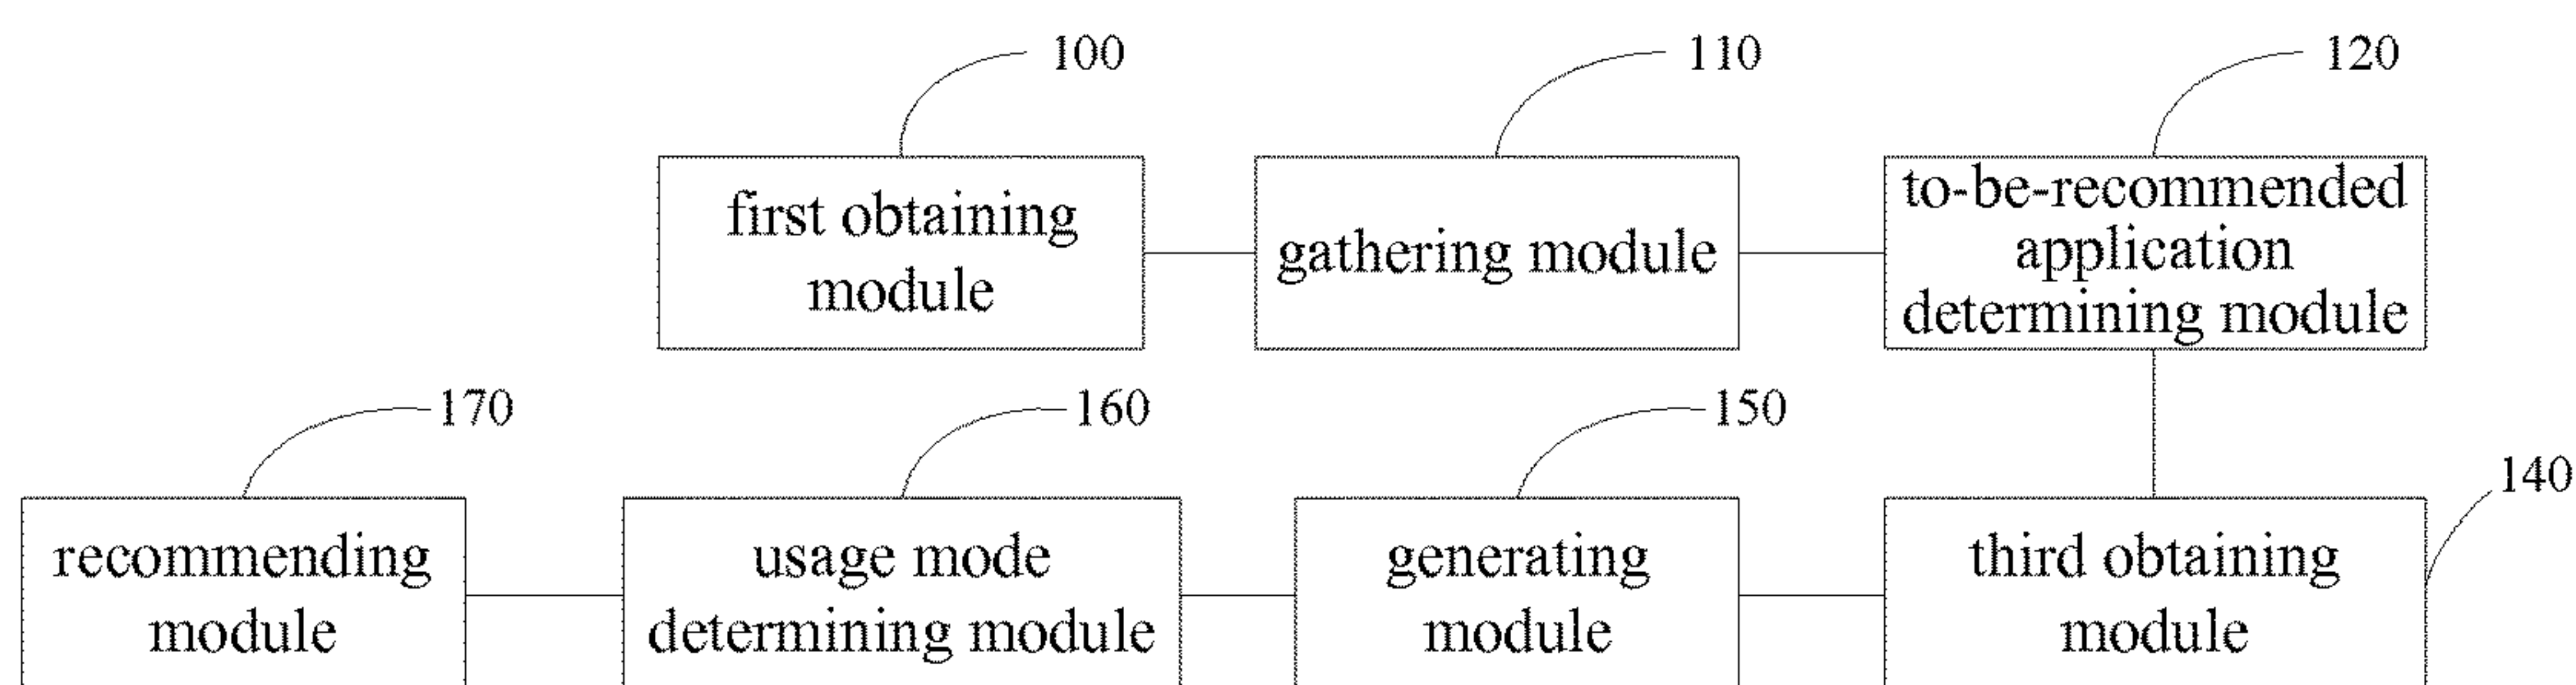 100
110
120
first obtaining
module
gathering module
to-be-recommended
application
determining module
170
160
150
140
recommending
module
usage mode
determining module
generating
module
third obtaining
module